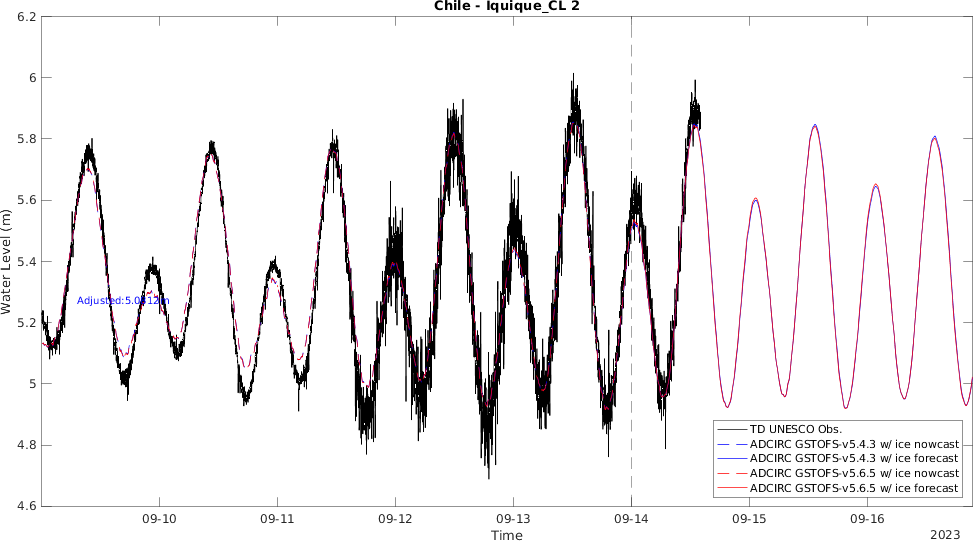 Chile - Iquique_CL 2
6.2
6
5.8
5.6
5.4
5.2
5
4.8
4.6
Water Level (m)
TD UNESCO Obs.
ADCIRC GSTOFS-v5.4.3 w/ ice nowcast
ADCIRC GSTOFS-v5.4.3 w/ ice forecast
ADCIRC GSTOFS-v5.6.5 w/ ice nowcast
ADCIRC GSTOFS-v5.6.5 w/ ice forecast
09-10 09-11 09-12 09-13 09-14 09-15 09-16
Time
2023